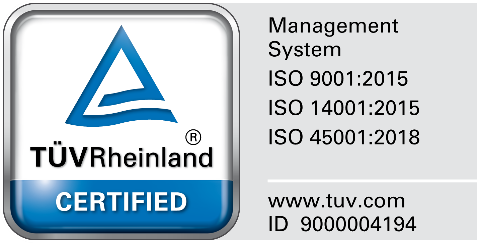 TÜVRheinland®
CERTIFIED
Management
System
ISO 9001:2015
ISO 14001:2015
ISO 45001:2018
www.tuv.com
ID 9000004194